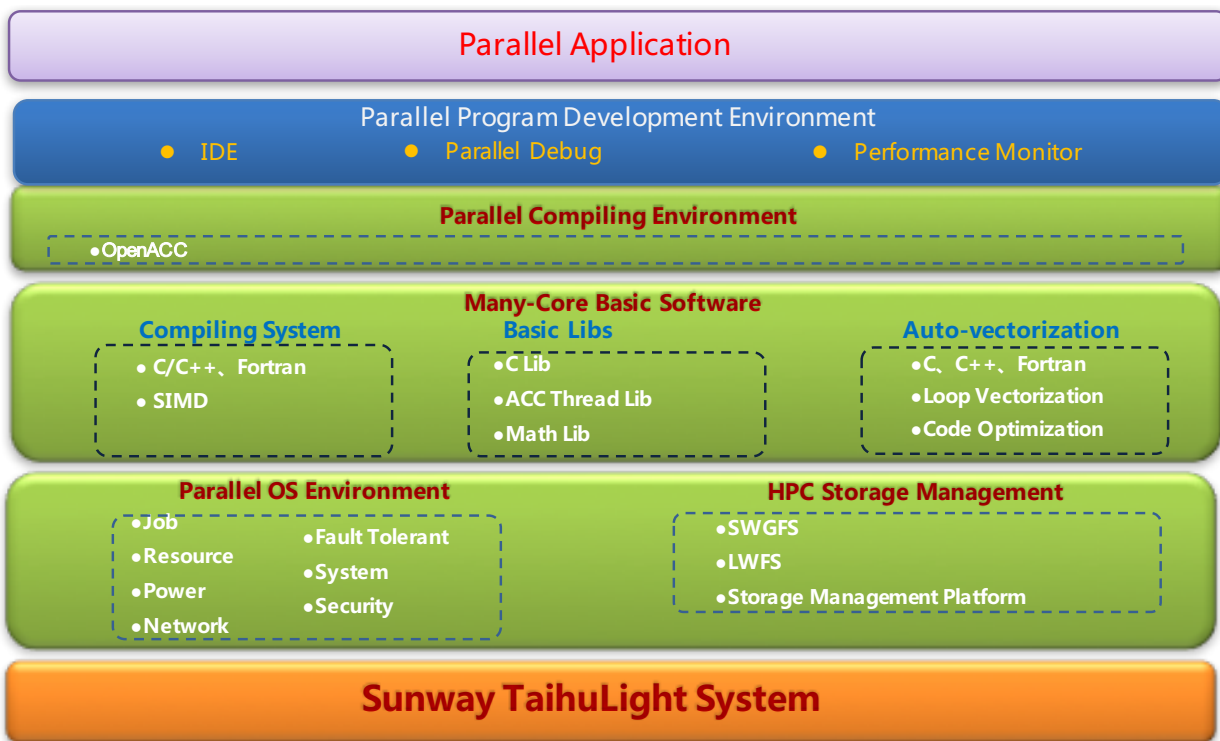 Parallel Application
Parallel Program Development Environment
● IDE ● Parallel Debug ● Performance Monitor
Parallel Compiling Environment
●OpenACC
Many-Core Basic Software
Compiling System
● C/C++、Fortran
● SIMD
Basic Libs
●C Lib
●ACC Thread Lib
●Math Lib
Auto-vectorization
●C、C++、Fortran
●Loop Vectorization
●Code Optimization
Parallel OS Environment
●Job
●Resource
●Power
●Network
●Fault Tolerant
●System
●Security
HPC Storage Management
●SWGFS
●LWFS
●Storage Management Platform
Sunway TaihuLight System